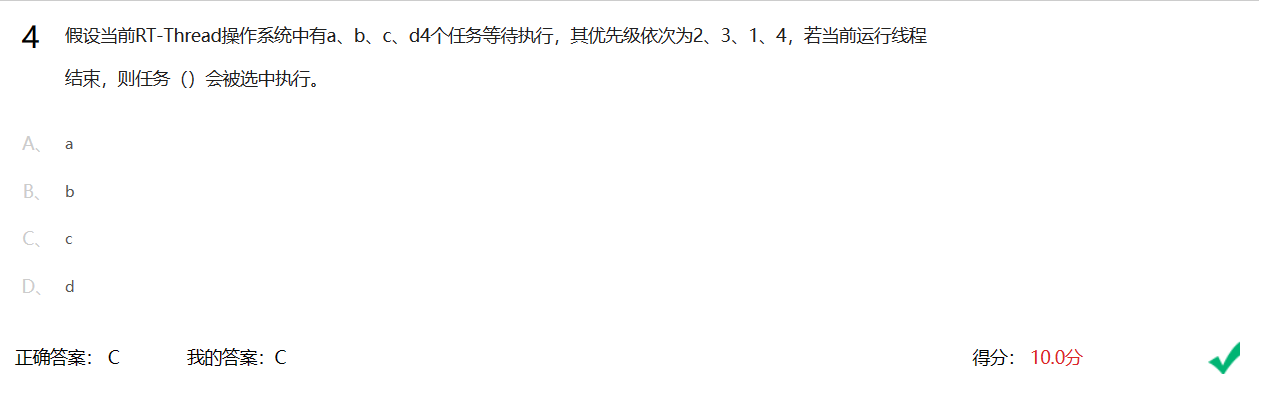 4 假设当前RT-Thread操作系统中有a、b、c、d4个任务等待执行，其优先级依次为2、3、1、4，若当前运行线程
结束，则任务（）会被选中执行。
A、 a
B、 b
C、 c
D、 d
正确答案： C 我的答案：C 得分： 10.0分